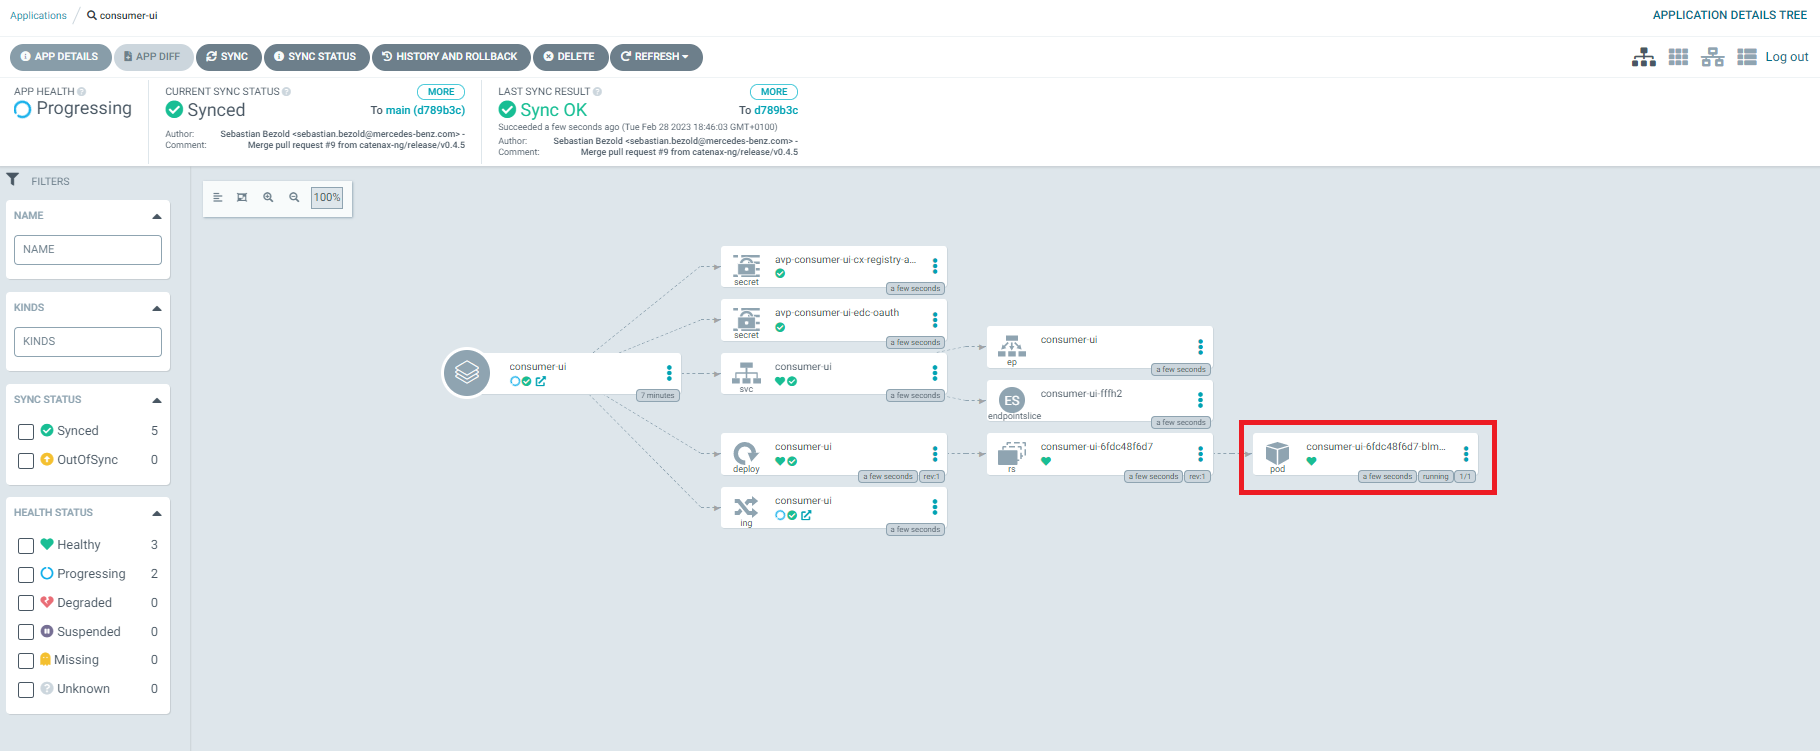 Applications / consumer-ui
APPLICATION DETAILS TREE
APP DETAILS
APP DIFF
SYNC
SYNC STATUS
HISTORY AND ROLLBACK
DELETE
REFRESH
Log out
APP HEALTH
Progressing
CURRENT SYNC STATUS
MORE
Synced
To main (d789b3c)
Author: Sebastian Bezold <sebastian.bezold@mercedes-benz.com> -
Comment: Merge pull request #9 from catenax-ng/release/v0.4.5
LAST SYNC RESULT
MORE
Sync OK
To d789b3c
Succeeded a few seconds ago (Tue Feb 28 2023 18:46:03 GMT+0100)
Author: Sebastian Bezold <sebastian.bezold@mercedes-benz.com> -
Comment: Merge pull request #9 from catenax-ng/release/v0.4.5
FILTERS
NAME
NAME
KINDS
KINDS
SYNC STATUS
Synced 5
OutOfSync 0
HEALTH STATUS
Healthy 3
Progressing 2
Degraded 0
Suspended 0
Missing 0
Unknown 0
100%
consumer-ui
7 minutes
secret
avp-consumer-ui-cx-registry-a...
a few seconds
secret
avp-consumer-ui-edc-oauth
a few seconds
svc
consumer-ui
a few seconds
ep
consumer-ui
a few seconds
ES
endpointslice
consumer-ui-fffh2
a few seconds
deploy
consumer-ui
a few seconds rev:1
rs
consumer-ui-6fdc48f6d7
a few seconds rev:1
pod
consumer-ui-6fdc48f6d7-blm...
a few seconds running 1/1
ing
consumer-ui
a few seconds